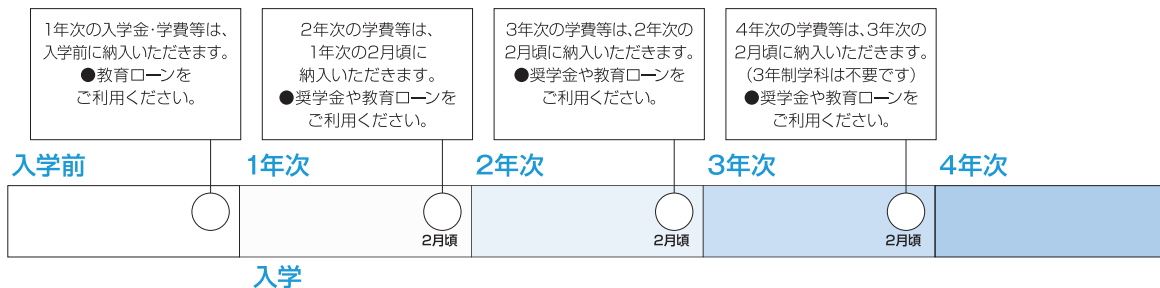 1年次の入学金・学費等は、
入学前に納入いただきます。
●教育ローンを
ご利用ください。
2年次の学費等は、
1年次の2月頃に
納入いただきます。
●奨学金や教育ローンを
ご利用ください。
3年次の学費等は、2年次の
2月頃に納入いただきます。
●奨学金や教育ローンを
ご利用ください。
4年次の学費等は、3年次の
2月頃に納入いただきます。
(3年制学科は不要です)
●奨学金や教育ローンを
ご利用ください。
入学前
1年次
2年次
3年次
4年次
2月頃
2月頃
2月頃
入学